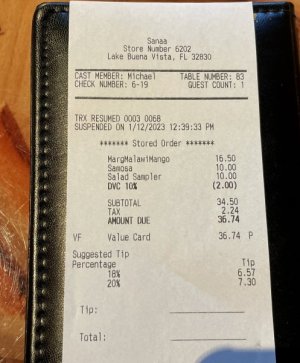 Sanaa
Store Number 6202
Lake Buena Vista, FL 32830
CAST MEMBER: Michael TABLE NUMBER: 83
CHECK NUMBER: 6-19 GUEST COUNT: 1
TRX RESUMED 0003 0068
SUSPENDED ON 1/12/2023 12:39:33 PM
******* Stored Order *******
MargMalawiMango 16.50
Samosa 10.00
Salad Sampler 10.00
DVC 10% (2.00)
SUBTOTAL 34.50
TAX 2.24
AMOUNT DUE 36.74
VF Value Card 36.74 P
Suggested Tip
Percentage Tip
18% 6.57
20% 7.30
Tip:
Total: